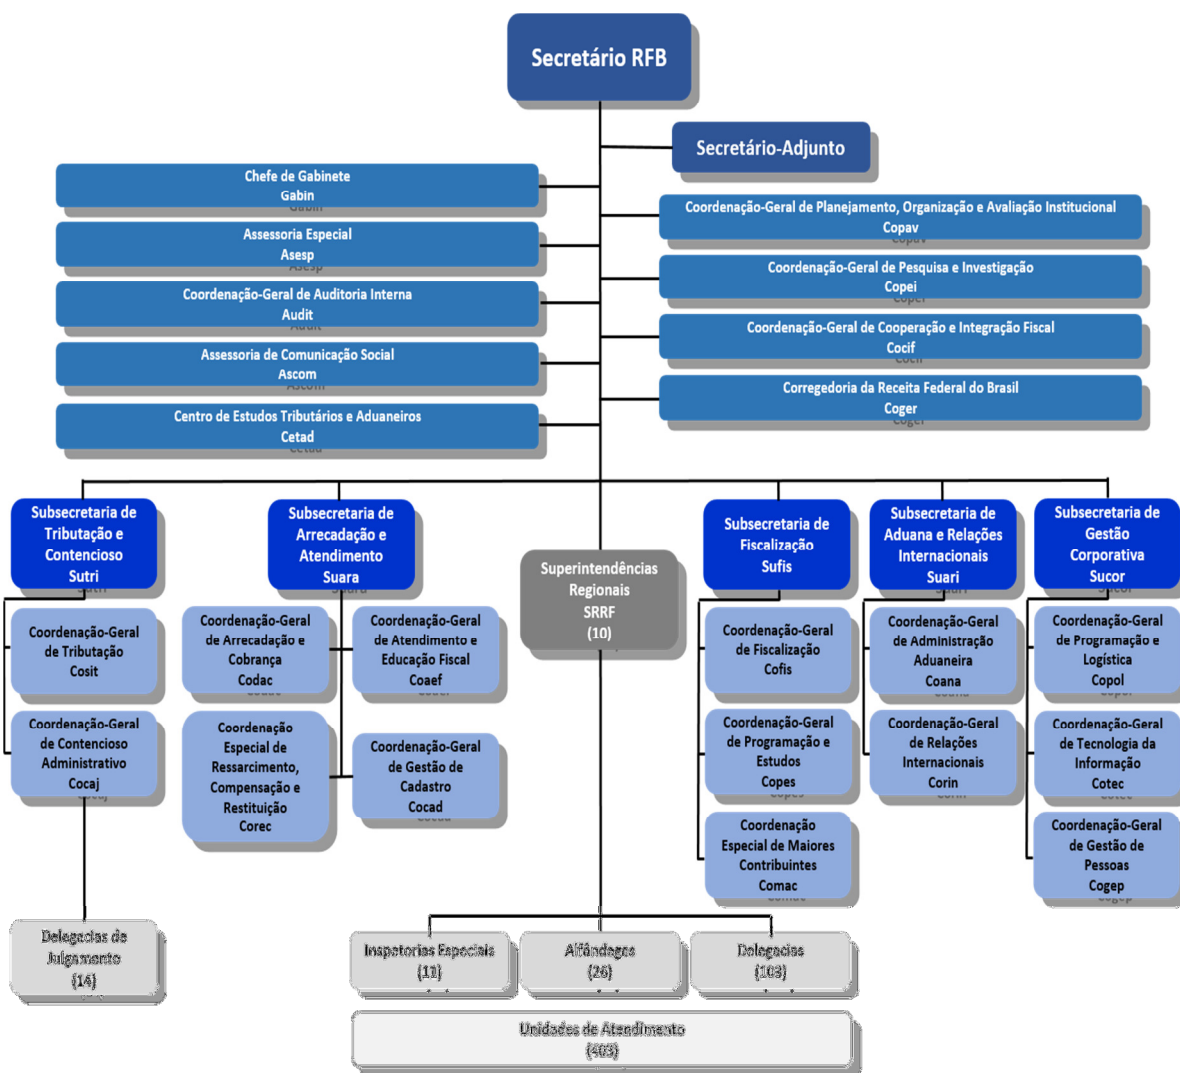 Secretário RFB
Secretário-Adjunto
Chefe de Gabinete
Gabin
Assessoria Especial
Asesp
Coordenação-Geral de Auditoria Interna
Audit
Assessoria de Comunicação Social
Ascom
Centro de Estudos Tributários e Aduaneiros
Cetad
Coordenação-Geral de Planejamento, Organização e Avaliação Institucional
Copav
Coordenação-Geral de Pesquisa e Investigação
Copei
Coordenação-Geral de Cooperação e Integração Fiscal
Cocif
Corregedoria da Receita Federal do Brasil
Coger
Subsecretaria de
Tributação e
Contencioso
Sutri
Coordenação-Geral
de Tributação
Cosit
Coordenação-Geral
de Contencioso
Administrativo
Cocaj
Delegacias de
Julgamento
(14)
Subsecretaria de
Arrecadação e
Atendimento
Suara
Coordenação-Geral
de Arrecadação e
Cobrança
Codac
Coordenação-Geral
de Atendimento e
Educação Fiscal
Coaef
Coordenação
Especial de
Ressarcimento,
Compensação e
Restituição
Corec
Coordenação-Geral
de Gestão de
Cadastro
Cocad
Superintendências
Regionais
SRRF
(10)
Subsecretaria de
Fiscalização
Sufis
Coordenação-Geral
de Fiscalização
Cofis
Coordenação-Geral
de Programação e
Estudos
Copes
Coordenação
Especial de Maiores
Contribuintes
Comac
Subsecretaria de
Aduana e Relações
Internacionais
Suari
Coordenação-Geral
de Administração
Aduaneira
Coana
Coordenação-Geral
de Relações
Internacionais
Corin
Subsecretaria de
Gestão
Corporativa
Sucor
Coordenação-Geral
de Programação e
Logística
Copol
Coordenação-Geral
de Tecnologia da
Informação
Cotec
Coordenação-Geral
de Gestão de
Pessoas
Cogep
Inspetorias Especiais
(11)
Alfândegas
(26)
Delegacias
(103)
Unidades de Atendimento
(403)